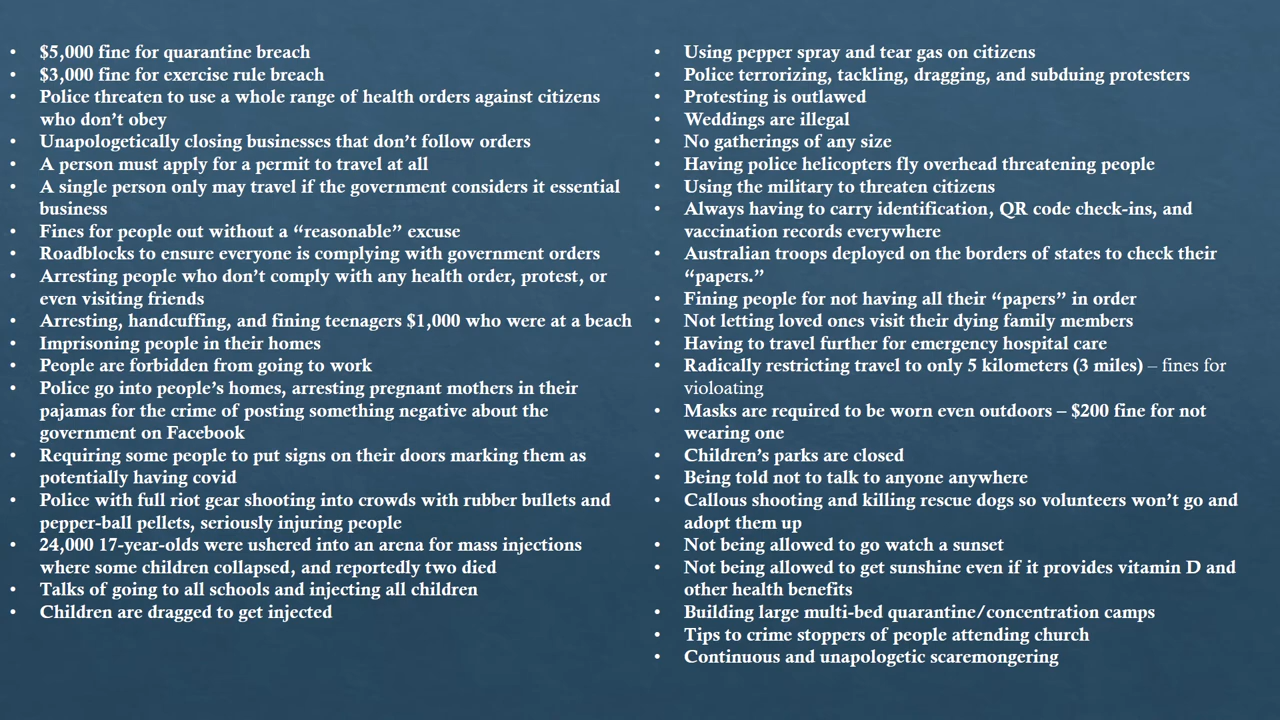 • $5,000 fine for quarantine breach
• $3,000 fine for exercise rule breach
• Police threaten to use a whole range of health orders against citizens
who don’t obey
• Unapologetically closing businesses that don’t follow orders
• A person must apply for a permit to travel at all
• A single person only may travel if the government considers it essential
business
• Fines for people out without a “reasonable” excuse
• Roadblocks to ensure everyone is complying with government orders
• Arresting people who don’t comply with any health order, protest, or
even visiting friends
• Arresting, handcuffing, and fining teenagers $1,000 who were at a beach
• Imprisoning people in their homes
• People are forbidden from going to work
• Police go into people’s homes, arresting pregnant mothers in their
pajamas for the crime of posting something negative about the
government on Facebook
• Requiring some people to put signs on their doors marking them as
potentially having covid
• Police with full riot gear shooting into crowds with rubber bullets and
pepper-ball pellets, seriously injuring people
• 24,000 17-year-olds were ushered into an arena for mass injections
where some children collapsed, and reportedly two died
• Talks of going to all schools and injecting all children
• Children are dragged to get injected
• Using pepper spray and tear gas on citizens
• Police terrorizing, tackling, dragging, and subduing protesters
• Protesting is outlawed
• Weddings are illegal
• No gatherings of any size
• Having police helicopters fly overhead threatening people
• Using the military to threaten citizens
• Always having to carry identification, QR code check-ins, and
vaccination records everywhere
• Australian troops deployed on the borders of states to check their
“papers.”
• Fining people for not having all their “papers” in order
• Not letting loved ones visit their dying family members
• Having to travel further for emergency hospital care
• Radically restricting travel to only 5 kilometers (3 miles) – fines for
violoating
• Masks are required to be worn even outdoors – $200 fine for not
wearing one
• Children’s parks are closed
• Being told not to talk to anyone anywhere
• Callous shooting and killing rescue dogs so volunteers won’t go and
adopt them up
• Not being allowed to go watch a sunset
• Not being allowed to get sunshine even if it provides vitamin D and
other health benefits
• Building large multi-bed quarantine/concentration camps
• Tips to crime stoppers of people attending church
• Continuous and unapologetic scaremongering